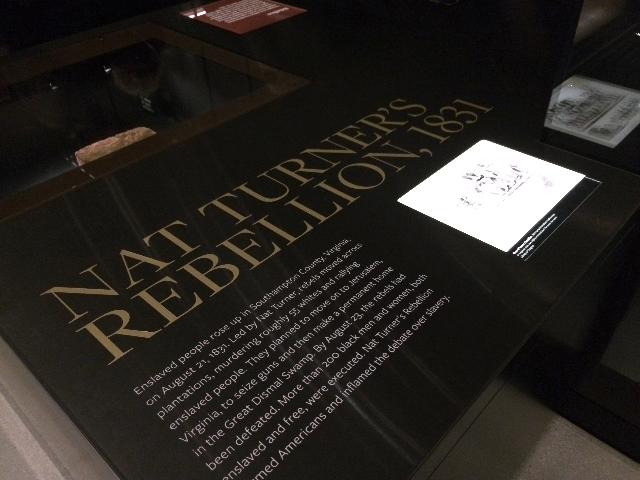 NAT TURNER'S
REBELLION, 1831
Enslaved people rose up in Southampton County, Virginia,
on August 21, 1831. Led by Nat Turner, rebels moved across
plantations, murdering roughly 55 whites and rallying
enslaved people. They planned to move on to Jerusalem,
Virginia, to seize guns and then make a permanent home
in the Great Dismal Swamp. By August 23, the rebels had
been defeated. More than 200 black men and women, both
enslaved and free, were executed. Nat Turner's Rebellion
med Americans and inflamed the debate over slavery.